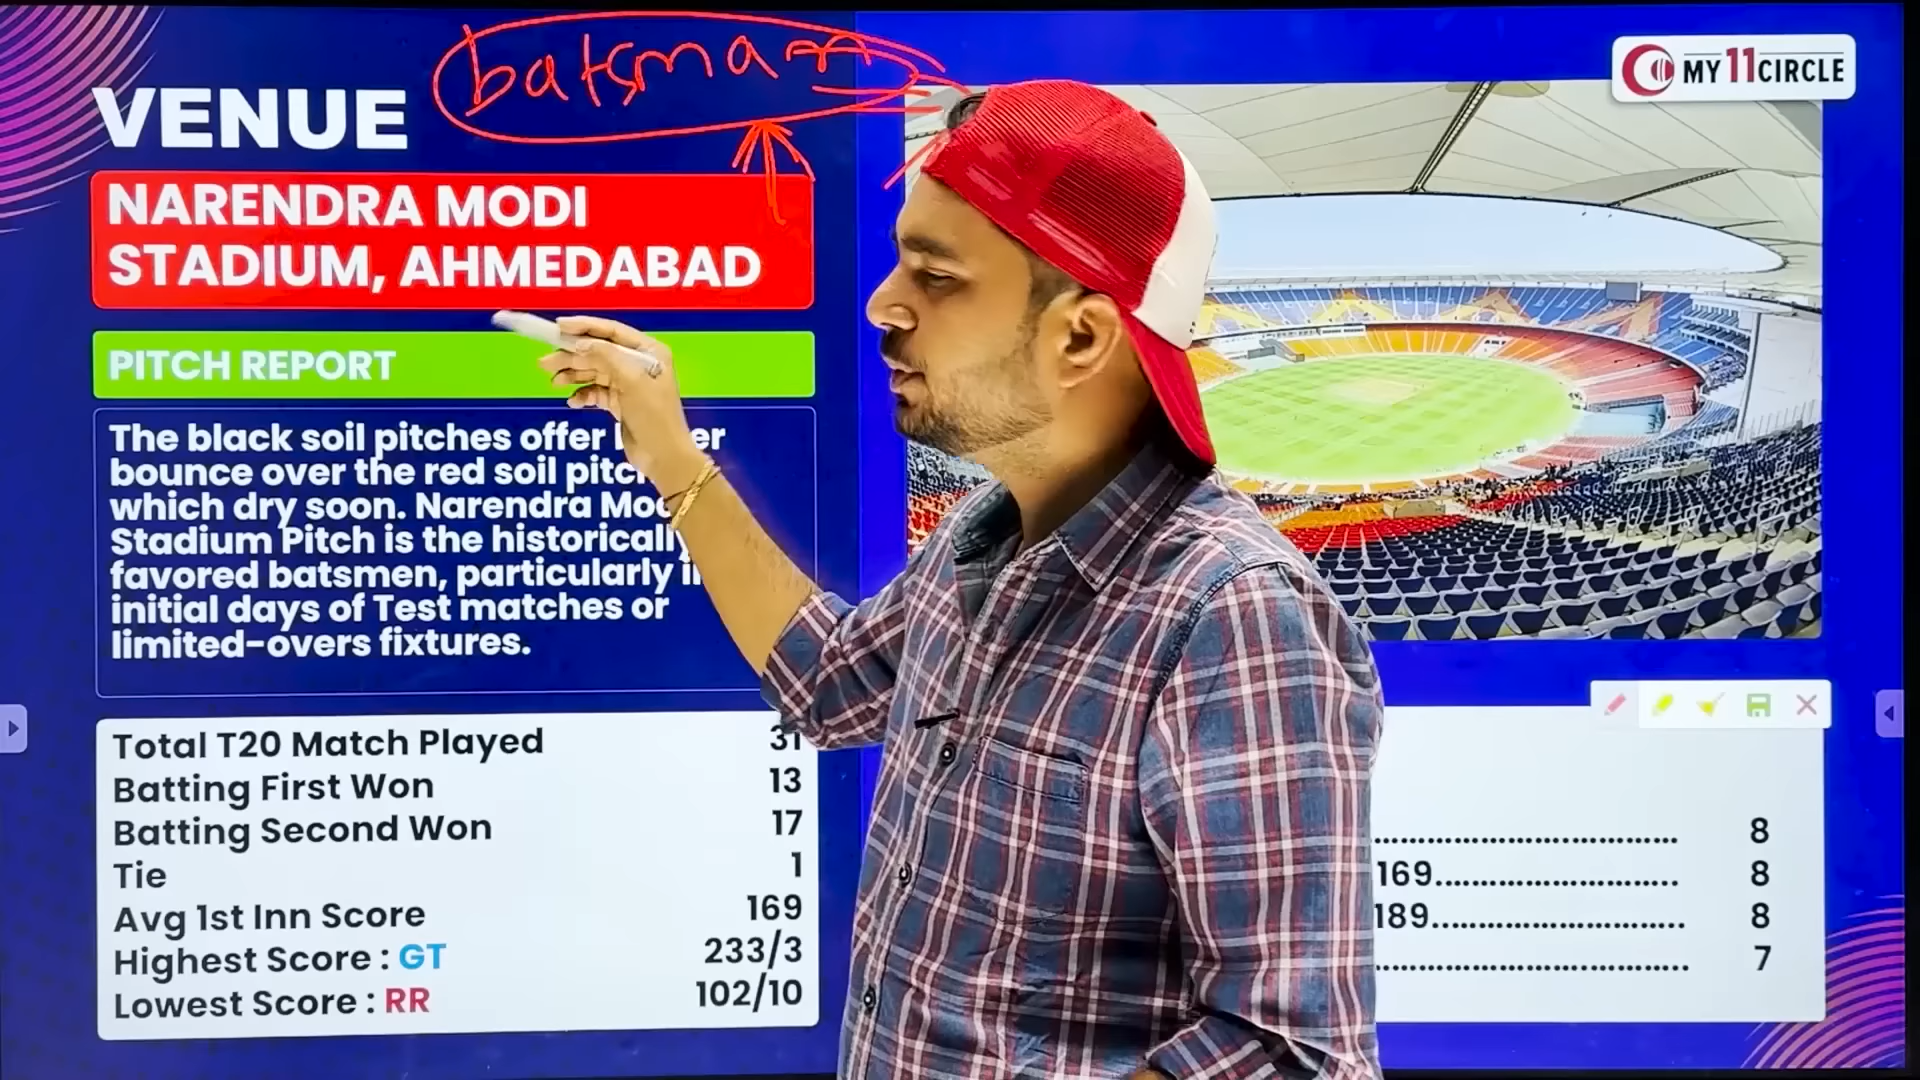 batsman
MY11CIRCLE
VENUE
NARENDRA MODI
STADIUM, AHMEDABAD
PITCH REPORT
The black soil pitches offer
bounce over the red soil
which dry soon. Narendra
Stadium Pitch is the historically
favored batsmen, particularly
initial days of Test matches or
limited-overs fixtures.
Total T20 Match Played 31
Batting First Won 13
Batting Second Won 17
Tie 1
Avg 1st Inn Score 169
Highest Score : GT 233/3
Lowest Score : RR 102/10
8
169 8
189 8
7